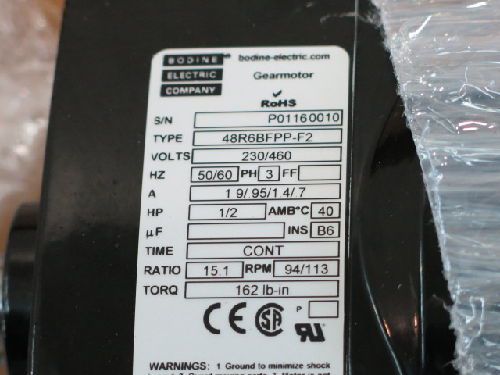 BODINE
ELECTRIC
COMPANY
bodine-electric.com
Gearmotor
RoHS
S/N P01160010
TYPE 48R6BFPP-F2
VOLTS 230/460
HZ 50/60 PH 3 FF
A 1.9/.95/1.4/.7
HP 1/2 AMB°C 40
µF INS B6
TIME CONT
RATIO 15.1 RPM 94/113
TORQ 162 lb-in
CE SA P UR
WARNINGS: 1 Ground to minimize shock